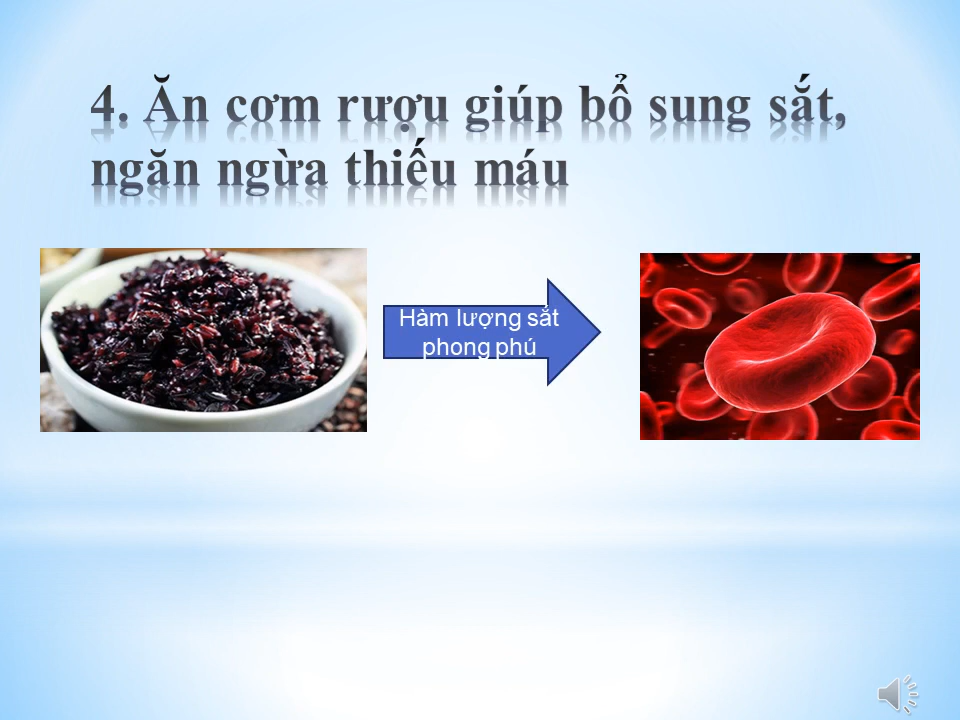 4. Ăn cơm rượu giúp bổ sung sắt,
ngăn ngừa thiếu máu
Hàm lượng sắt
phong phú